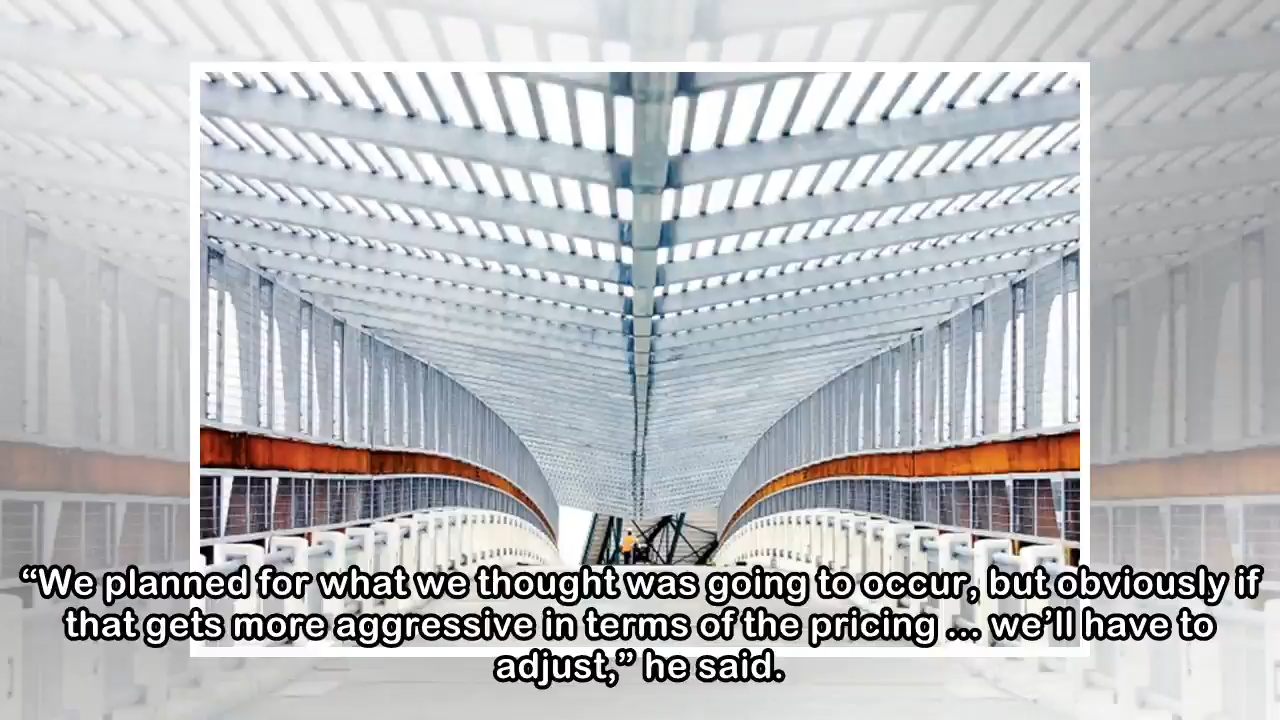 “We planned for what we thought was going to occur, but obviously if
that gets more aggressive in terms of the pricing ... we’ll have to
adjust,” he said.